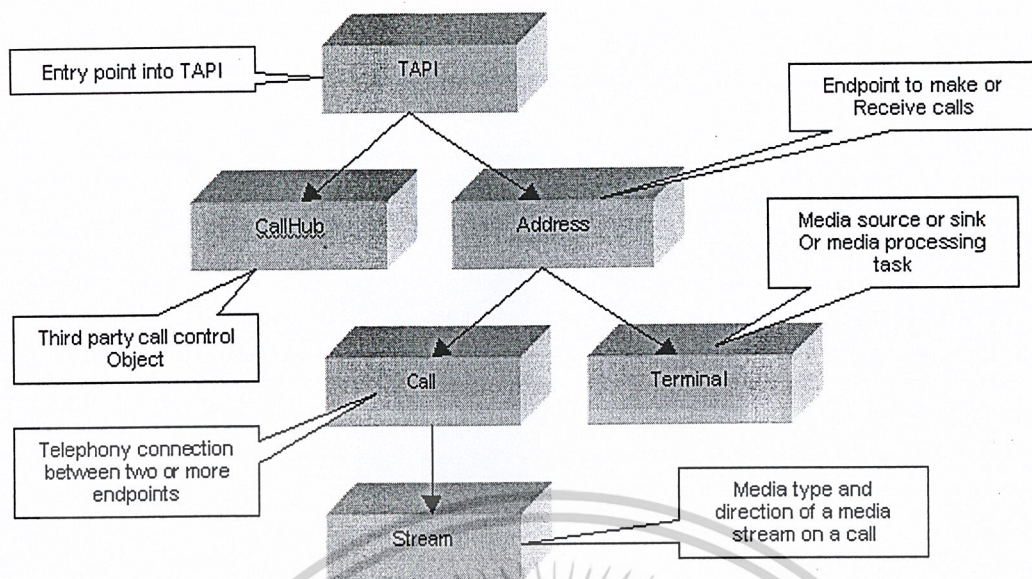 Entry point into TAPI
TAPI
Endpoint to make or
Receive calls
CallHub
Address
Media source or sink
Or media processing
task
Third party call control
Object
Call
Terminal
Telephony connection
between two or more
endpoints
Stream
Media type and
direction of a media
stream on a call